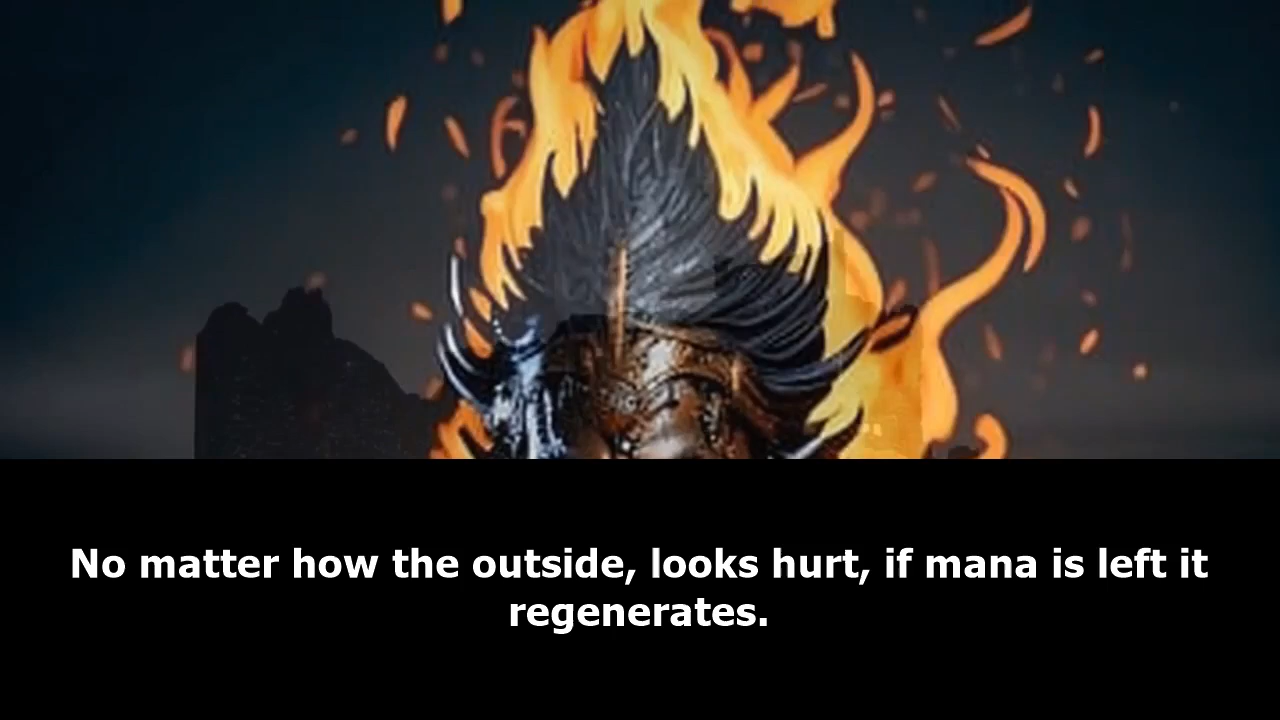 No matter how the outside, looks hurt, if mana is left it
regenerates.